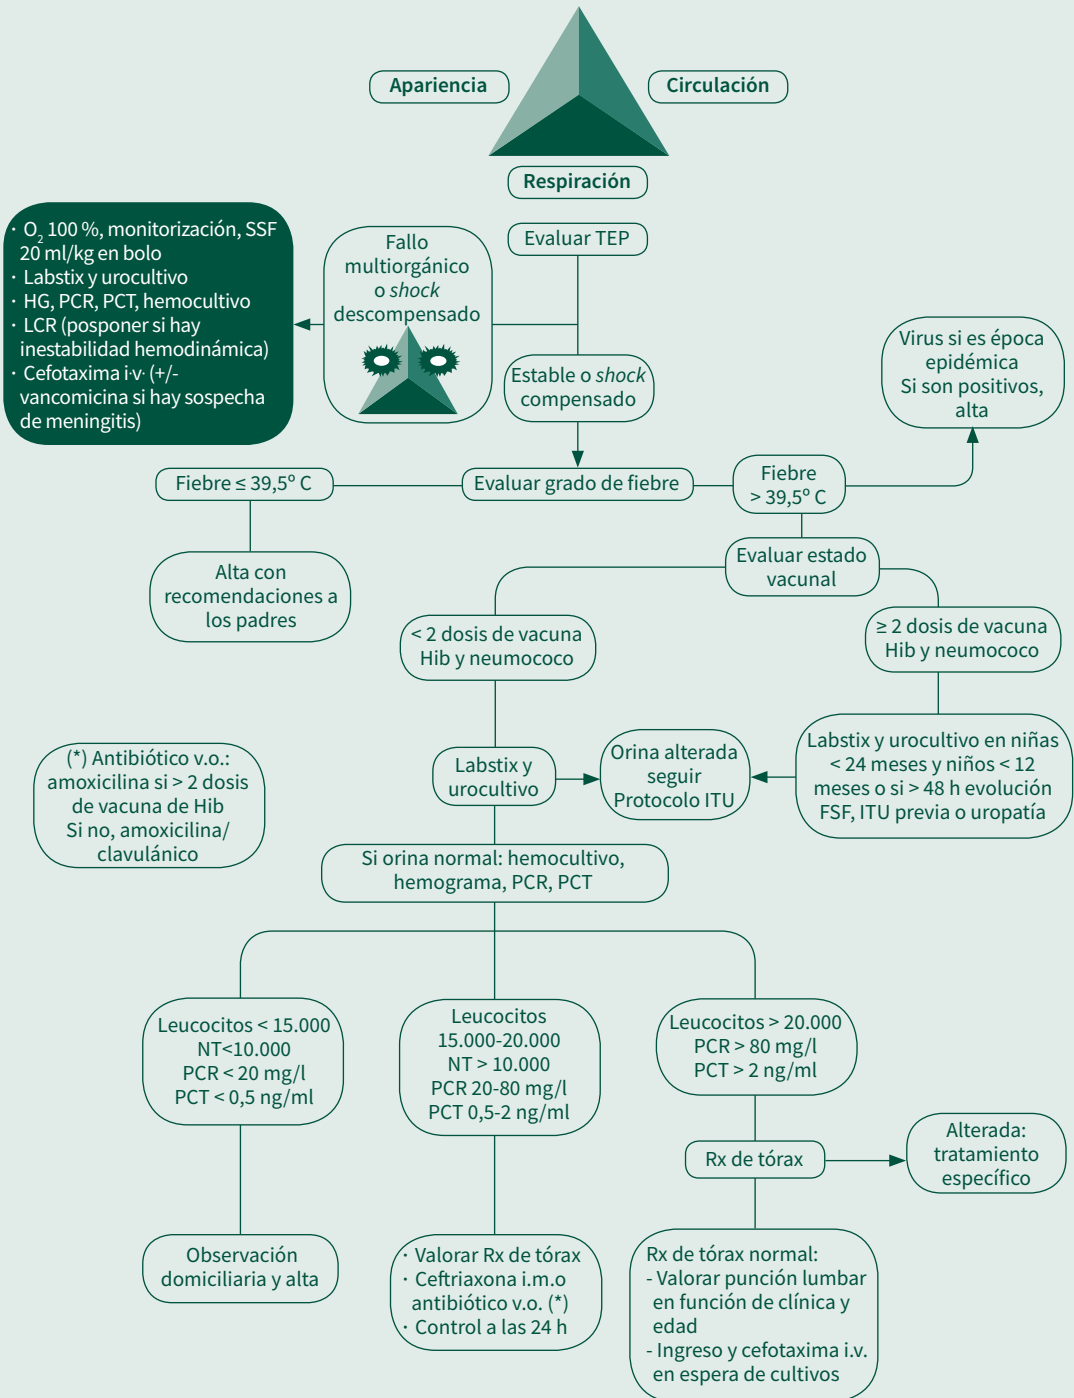 Apariencia
Circulación
Respiración
Evaluar TEP
· O2 100 %, monitorización, SSF
20 ml/kg en bolo
· Labstix y urocultivo
· HG, PCR, PCT, hemocultivo
· LCR (posponer si hay
inestabilidad hemodinámica)
· Cefotaxima i·v· (+/-
vancomicina si hay sospecha
de meningitis)
Fallo
multiorgánico
o shock
descompensado
Estable o shock
compensado
Virus si es época
epidémica
Si son positivos,
alta
Fiebre ≤ 39,5º C
Evaluar grado de fiebre
Fiebre
> 39,5º C
Alta con
recomendaciones a
los padres
Evaluar estado
vacunal
< 2 dosis de vacuna
Hib y neumococo
≥ 2 dosis de vacuna
Hib y neumococo
(*) Antibiótico v.o.:
amoxicilina si > 2 dosis
de vacuna de Hib
Si no, amoxicilina/
clavulánico
Labstix y
urocultivo
Orina alterada
seguir
Protocolo ITU
Labstix y urocultivo en niñas
< 24 meses y niños < 12
meses o si > 48 h evolución
FSF, ITU previa o uropatía
Si orina normal: hemocultivo,
hemograma, PCR, PCT
Leucocitos < 15.000
NT<10.000
PCR < 20 mg/l
PCT < 0,5 ng/ml
Leucocitos
15.000-20.000
NT > 10.000
PCR 20-80 mg/l
PCT 0,5-2 ng/ml
Leucocitos > 20.000
PCR > 80 mg/l
PCT > 2 ng/ml
Rx de tórax
Alterada:
tratamiento
específico
Observación
domiciliaria y alta
· Valorar Rx de tórax
· Ceftriaxona i.m.o
antibiótico v.o. (*)
· Control a las 24 h
Rx de tórax normal:
- Valorar punción lumbar
en función de clínica y
edad
- Ingreso y cefotaxima i.v.
en espera de cultivos